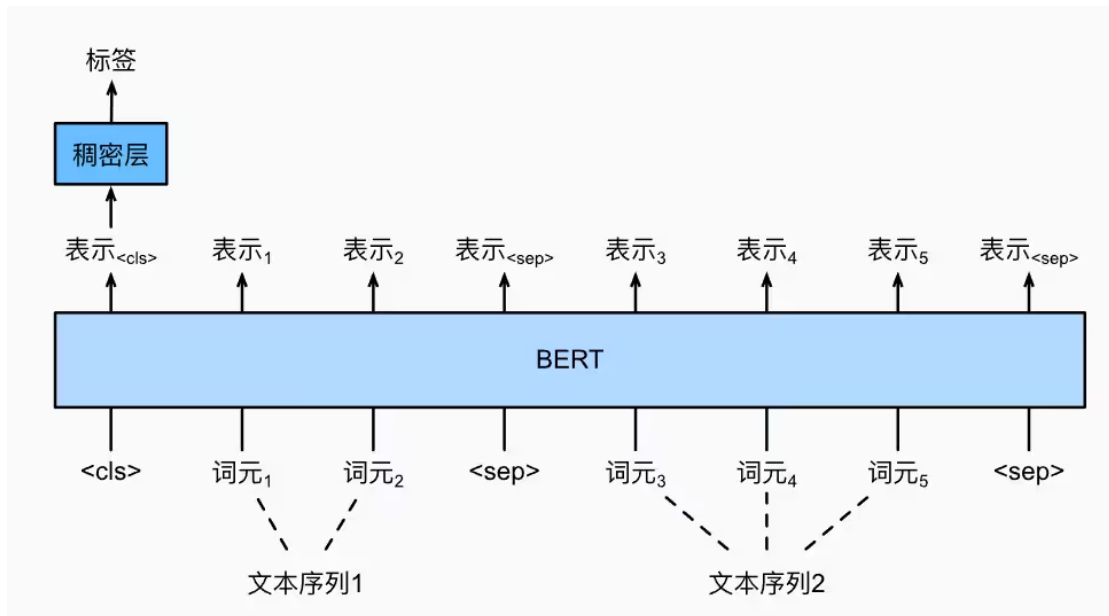 标签
稠密层
表示<cls> 表示1 表示2 表示<sep> 表示3 表示4 表示5 表示<sep>
BERT
<cls> 词元1 词元2 <sep> 词元3 词元4 词元5 <sep>
文本序列1 文本序列2